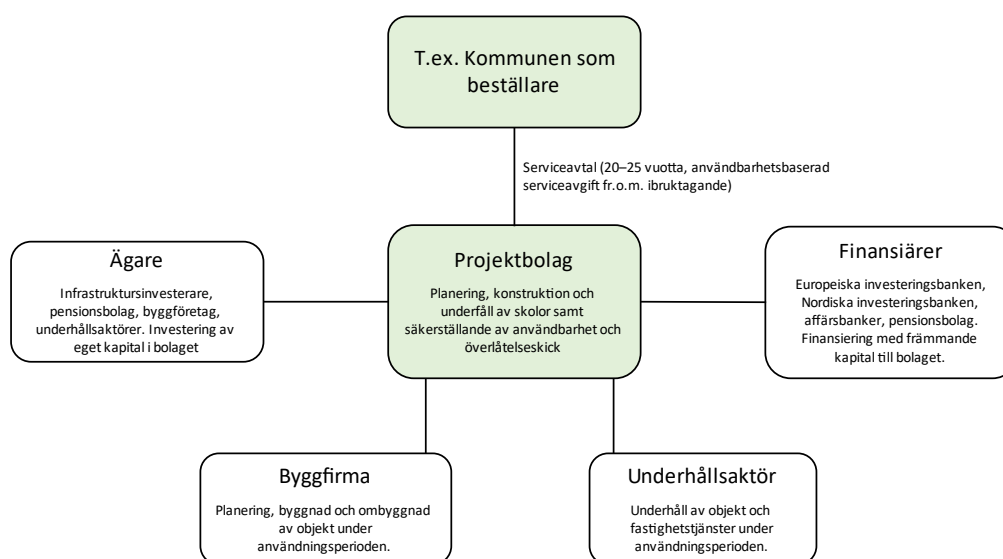 T.ex. Kommunen som
beställare
Serviceavtal (20–25 vuotta, användbarhetsbaserad
serviceavgift fr.o.m. ibruktagande)
Ägare
Infrastruktursinvesterare,
pensionsbolag, byggföretag,
underhållsaktörer. Investering av
eget kapital i bolaget
Projektbolag
Planering, konstruktion och
underfåll av skolor samt
säkerställande av användbarhet och
överlåtelseskick
Finansiärer
Europeiska investeringsbanken,
Nordiska investeringsbanken,
affärsbanker, pensionsbolag.
Finansiering med främmande
kapital till bolaget.
Byggfirma
Planering, byggnad och ombyggnad
av objekt under
användningsperioden.
Underhållsaktör
Underhåll av objekt och
fastighetstjänster under
användningsperioden.